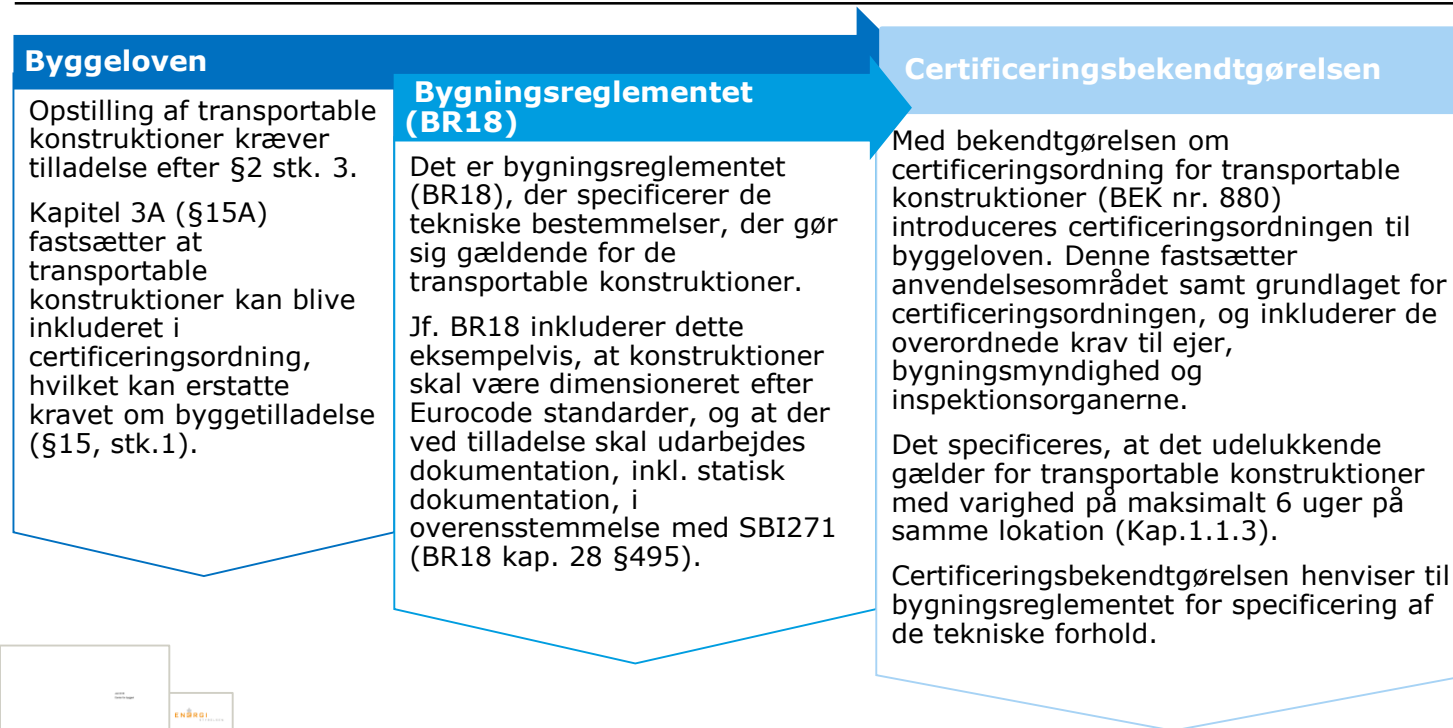 Byggeloven
Opstilling af transportable
konstruktioner kræver
tilladelse efter §2 stk. 3.
Kapitel 3A (§15A)
fastsætter at
transportable
konstruktioner kan blive
inkluderet i
certificeringsordning,
hvilket kan erstatte
kravet om byggetilladelse
(§15, stk.1).
Bygningsreglementet
(BR18)
Det er bygningsreglementet
(BR18), der specificerer de
tekniske bestemmelser, der gør
sig gældende for de
transportable konstruktioner.
Jf. BR18 inkluderer dette
eksempelvis, at konstruktioner
skal være dimensioneret efter
Eurocode standarder, og at der
ved tilladelse skal udarbejdes
dokumentation, inkl. statisk
dokumentation, i
overensstemmelse med SBI271
(BR18 kap. 28 §495).
Certificeringsbekendtgørelsen
Med bekendtgørelsen om
certificeringsordning for transportable
konstruktioner (BEK nr. 880)
introduceres certificeringsordningen til
byggeloven. Denne fastsætter
anvendelsesområdet samt grundlaget for
certificeringsordningen, og inkluderer de
overordnede krav til ejer,
bygningsmyndighed og
inspektionsorganerne.
Det specificeres, at det udelukkende
gælder for transportable konstruktioner
med varighed på maksimalt 6 uger på
samme lokation (Kap.1.1.3).
Certificeringsbekendtgørelsen henviser til
bygningsreglementet for specificering af
de tekniske forhold.
ENERGI